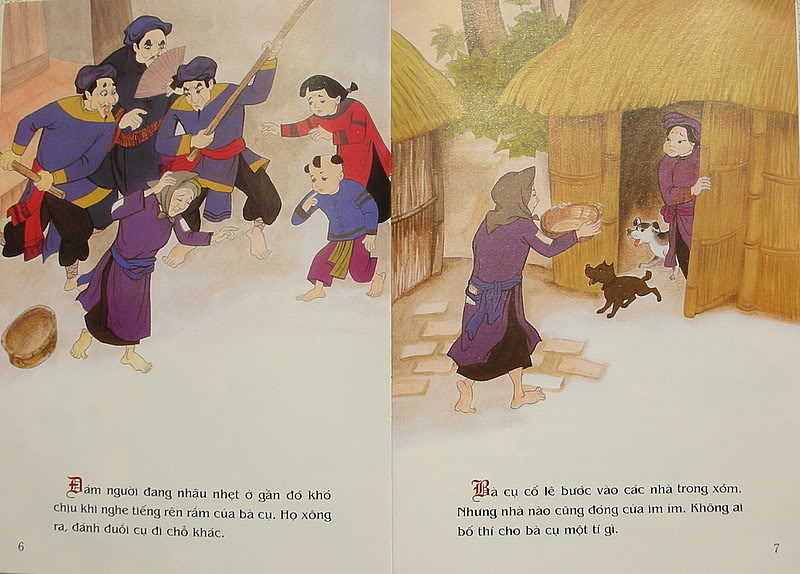 Đám người đang nhậu nhẹt ở gần đó khó
chịu khi nghe tiếng rên rầm của bà cụ. Họ xông
ra, đánh đuổi cụ đi chỗ khác.
6
Bà cụ cố lê bước vào các nhà trong xóm.
Nhưng nhà nào cũng đóng cửa im ỉm. Không ai
bố thí cho bà cụ một tí gì.
7